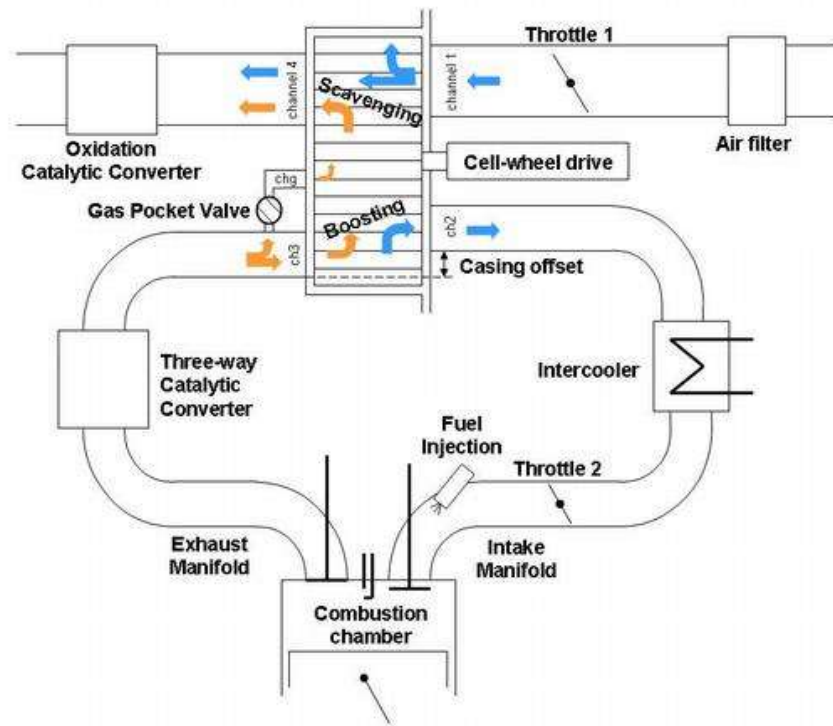 Throttle 1
channel 4
channel 1
Scavenging
Oxidation
Catalytic Converter
Air filter
Cell-wheel drive
chg
Gas Pocket Valve
Boosting
ch3
ch2
Casing offset
Three-way
Catalytic
Converter
Intercooler
Fuel
Injection
Throttle 2
Exhaust
Manifold
Intake
Manifold
Combustion
chamber